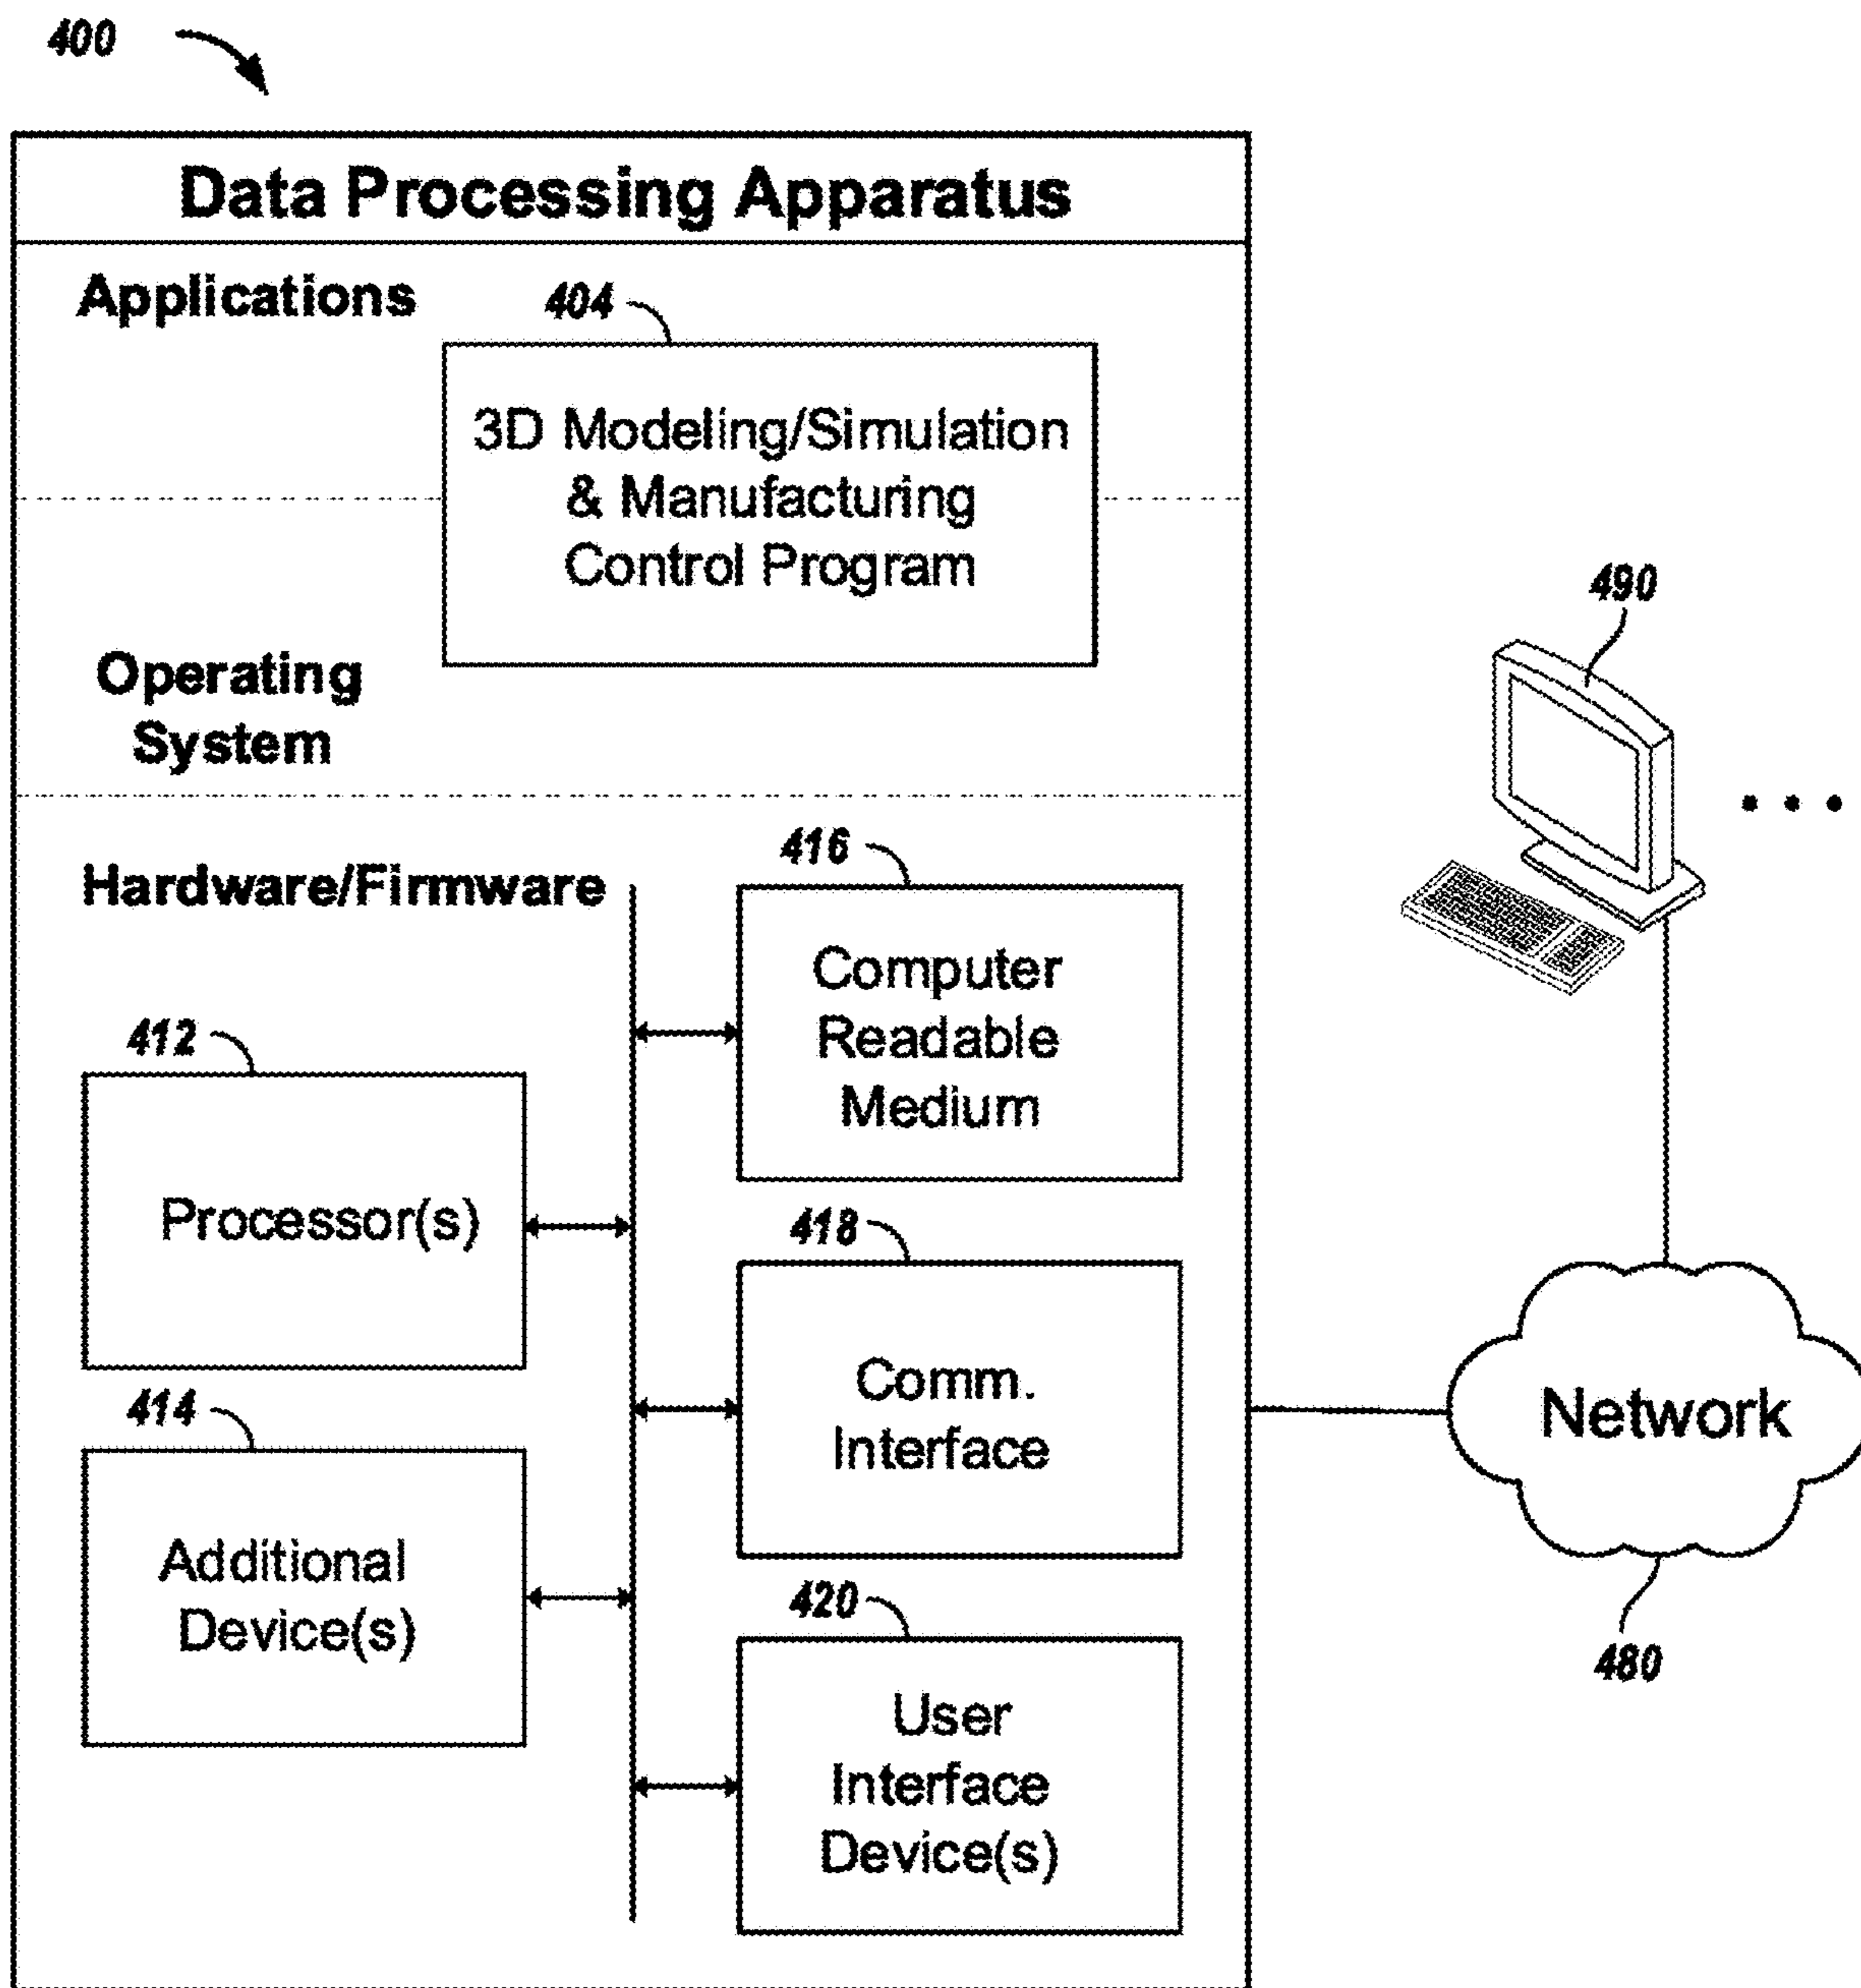 400
Data Processing Apparatus
Applications
404
3D Modeling/Simulation
& Manufacturing
Control Program
Operating
System
490
Hardware/Firmware
416
Computer
Readable
Medium
412
Processor(s)
418
Comm.
Interface
Network
480
414
Additional
Device(s)
420
User
Interface
Device(s)